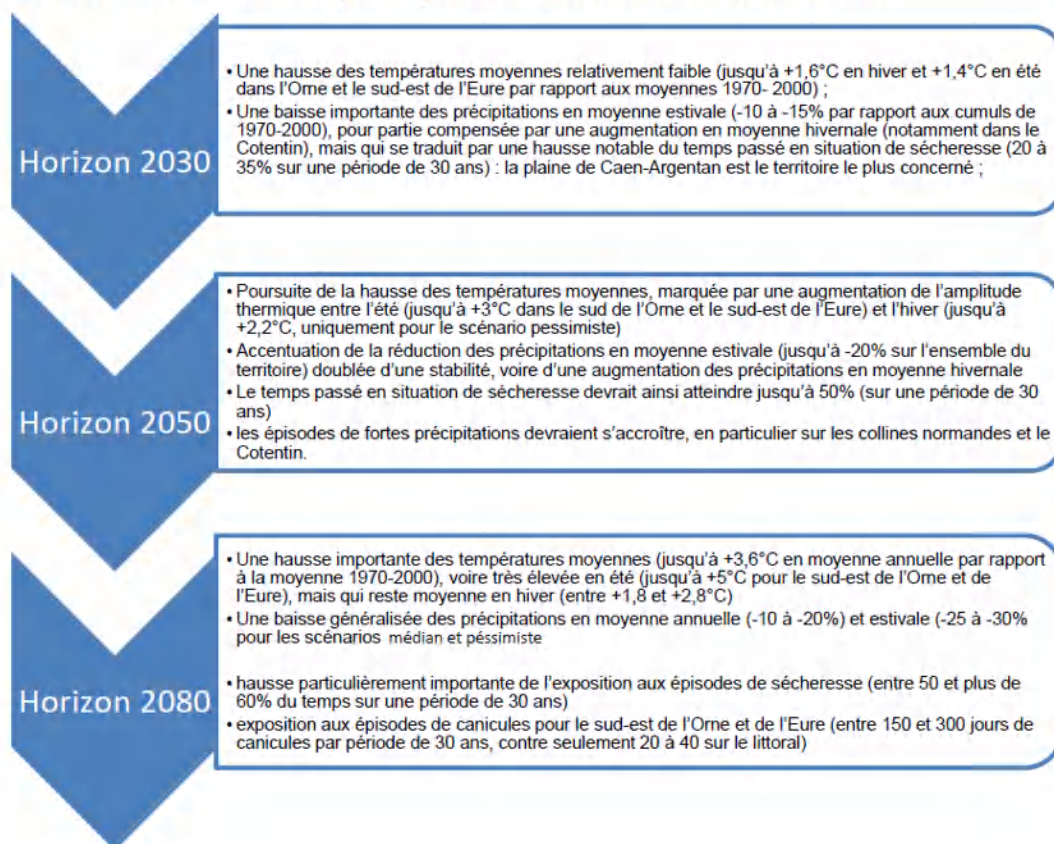 Horizon 2030
• Une hausse des températures moyennes relativement faible (jusqu'à +1,6°C en hiver et +1,4°C en été
dans l'Orne et le sud-est de l'Eure par rapport aux moyennes 1970- 2000) ;
• Une baisse importante des précipitations en moyenne estivale (-10 à -15% par rapport aux cumuls de
1970-2000), pour partie compensée par une augmentation en moyenne hivernale (notamment dans le
Cotentin), mais qui se traduit par une hausse notable du temps passé en situation de sécheresse (20 à
35% sur une période de 30 ans) : la plaine de Caen-Argentan est le territoire le plus concerné ;
Horizon 2050
• Poursuite de la hausse des températures moyennes, marquée par une augmentation de l'amplitude
thermique entre l'été (jusqu'à +3°C dans le sud de l'Orne et le sud-est de l'Eure) et l'hiver (jusqu'à
+2,2°C, uniquement pour le scénario pessimiste)
• Accentuation de la réduction des précipitations en moyenne estivale (jusqu'à -20% sur l'ensemble du
territoire) doublée d'une stabilité, voire d'une augmentation des précipitations en moyenne hivernale
• Le temps passé en situation de sécheresse devrait ainsi atteindre jusqu'à 50% (sur une période de 30
ans)
• les épisodes de fortes précipitations devraient s'accroître, en particulier sur les collines normandes et le
Cotentin.
Horizon 2080
• Une hausse importante des températures moyennes (jusqu'à +3,6°C en moyenne annuelle par rapport
à la moyenne 1970-2000), voire très élevée en été (jusqu'à +5°C pour le sud-est de l'Orne et de
l'Eure), mais qui reste moyenne en hiver (entre +1,8 et +2,8°C)
• Une baisse généralisée des précipitations en moyenne annuelle (-10 à -20%) et estivale (-25 à -30%
pour les scénarios médian et péssimiste
• hausse particulièrement importante de l'exposition aux épisodes de sécheresse (entre 50 et plus de
60% du temps sur une période de 30 ans)
• exposition aux épisodes de canicules pour le sud-est de l'Orne et de l'Eure (entre 150 et 300 jours de
canicules par période de 30 ans, contre seulement 20 à 40 sur le littoral)